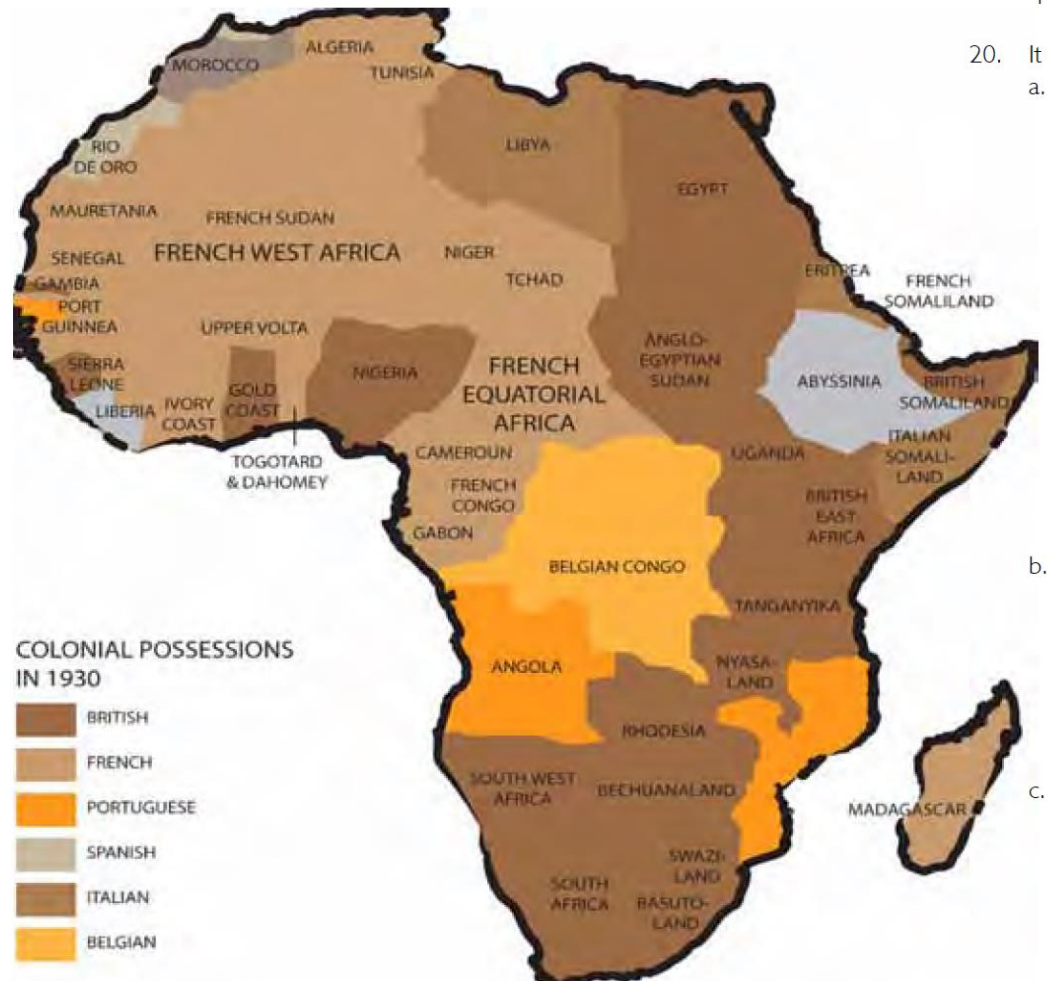 20. It
a.
b.
c.
MOROCCO
ALGERIA
TUNISIA
RIO
DE ORO
LIBYA
EGYPT
MAURETANIA
FRENCH SUDAN
SENEGAL
FRENCH WEST AFRICA
NIGER
TCHAD
GAMBIA
PORT
GUINNEA
ERITREA
FRENCH
SOMALILAND
UPPER VOLTA
SIERRA
LEONE
LIBERIA
IVORY
COAST
GOLD
COAST
NIGERIA
FRENCH
EQUATORIAL
AFRICA
ANGLO-
EGYPTIAN
SUDAN
ABYSSINIA
BRITISH
SOMALILAND
TOGOTARD
& DAHOMEY
CAMEROUN
UGANDA
ITALIAN
SOMALI-
LAND
FRENCH
CONGO
GABON
BRITISH
EAST
AFRICA
BELGIAN CONGO
TANGANYIKA
ANGOLA
NYASA-
LAND
RHODESIA
SOUTH WEST
AFRICA
BECHUANALAND
MADAGASCAR
SWAZI-
LAND
SOUTH
AFRICA
BASUTO-
LAND
COLONIAL POSSESSIONS
IN 1930
BRITISH
FRENCH
PORTUGUESE
SPANISH
ITALIAN
BELGIAN